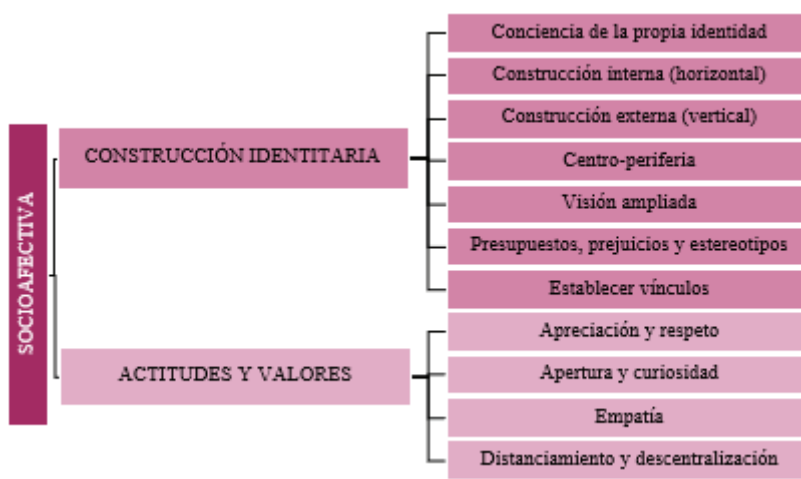 SOCIOAFECTIVA
CONSTRUCCIÓN IDENTITARIA
Conciencia de la propia identidad
Construcción interna (horizontal)
Construcción externa (vertical)
Centro-periferia
Visión ampliada
Presupuestos, prejuicios y estereotipos
Establecer vínculos
ACTITUDES Y VALORES
Apreciación y respeto
Apertura y curiosidad
Empatía
Distanciamiento y descentralización